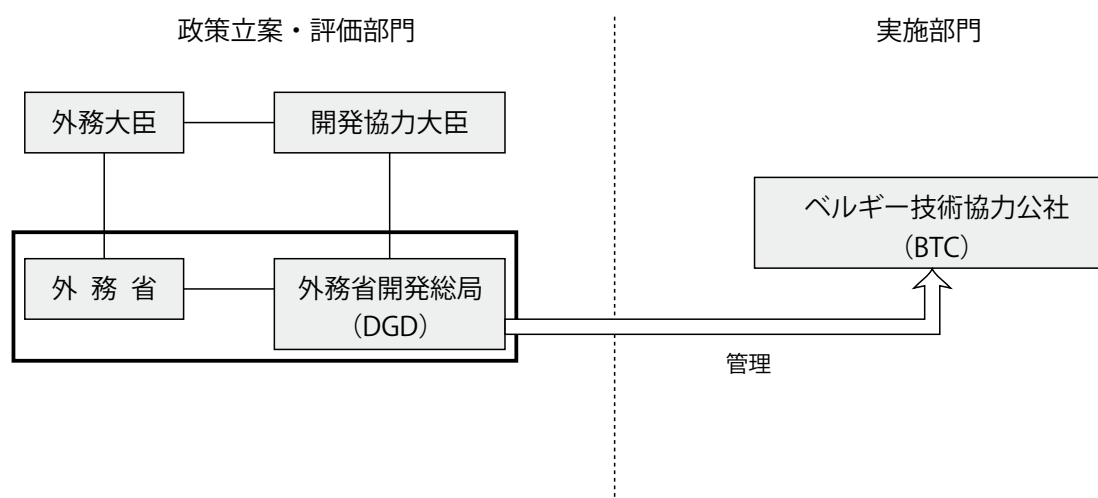 政策立案・評価部門
実施部門
外務大臣
開発協力大臣
ベルギー技術協力公社
（BTC）
外 務 省
外務省開発総局
（DGD）
管理